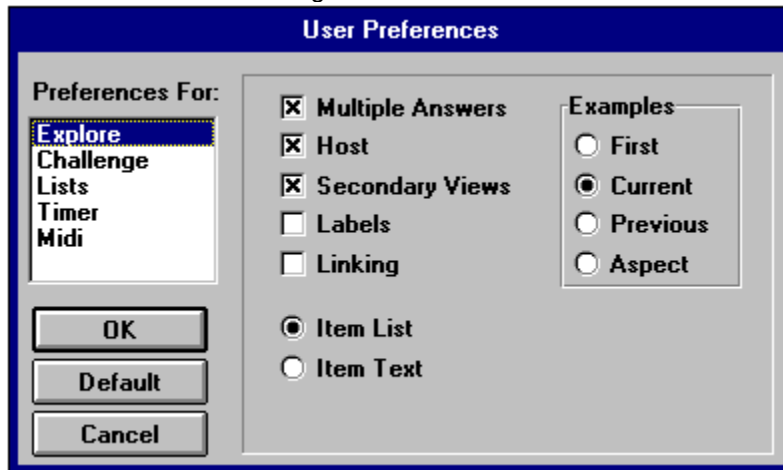 User Preferences
Preferences For:
Explore
Challenge
Lists
Timer
Midi
OK
Default
Cancel
Multiple Answers
Host
Secondary Views
Labels
Linking
Item List
Item Text
Examples
First
Current
Previous
Aspect